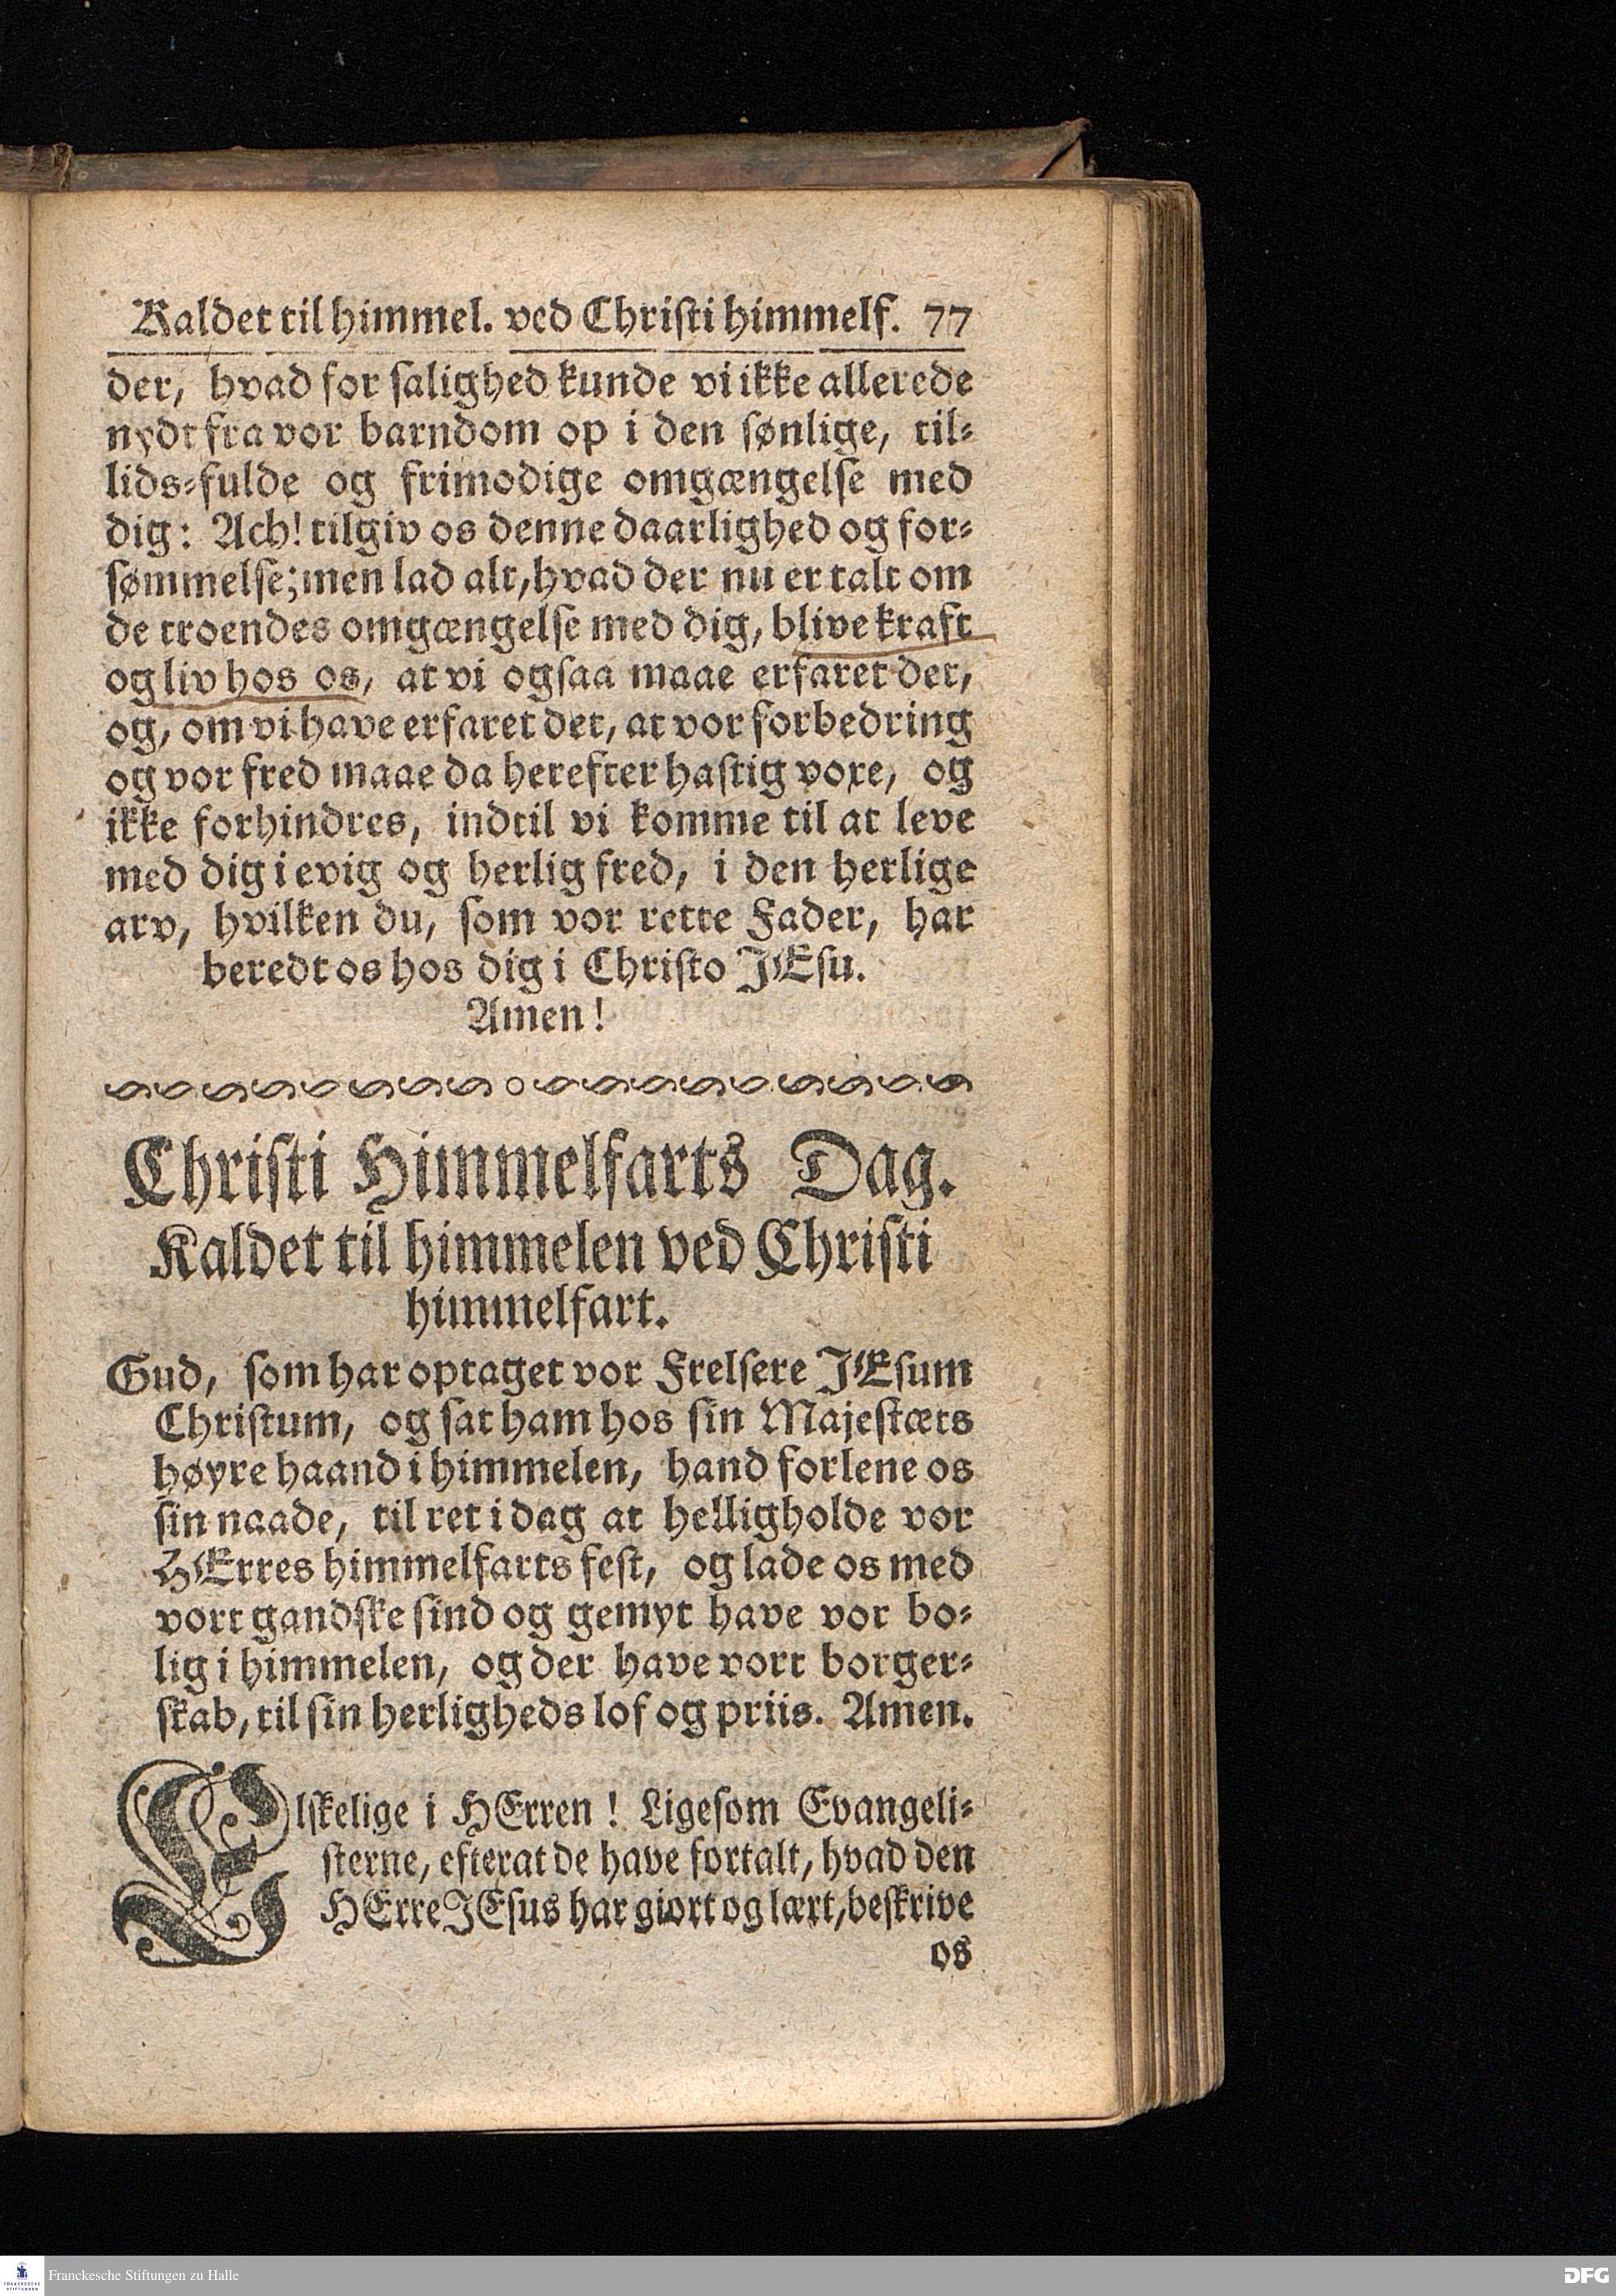 Kaldet til himmel. ved Christi himmelf. 77
der, hvad for salighed kunde vi ikke allerede
nydt fra vor barndom op i den sønlige, til-
lids-fulde og frimodige omgængelse med
dig: Ach! tilgiv os denne daarlighed og for-
sømmelse; men lad alt, hvad der nu er talt om
de troendes omgængelse med dig, blive kraft
og liv hos os, at vi ogsaa maae erfaret det,
og, om vi have erfaret det, at vor forbedring
og vor fred maae da herefter hastig voxe, og
ikke forhindres, indtil vi komme til at leve
med dig i evig og herlig fred, i den herlige
arv, hvilken du, som vor rette Fader, har
beredt os hos dig i Christo JEsu.
Amen!
Christi Himmelfarts Dag.
Kaldet til himmelen ved Christi
himmelfart.
Gud, som har optaget vor Frelsere JEsum
Christum, og sat ham hos sin Majestæts
høyre haand i himmelen, hand forlene os
sin naade, til ret i dag at helligholde vor
HErres himmelfarts fest, og lade os med
vort gandske sind og gemyt have vor bo-
lig i himmelen, og der have vort borger-
skab, til sin herligheds lof og priis. Amen.
Elskelige i HErren! Ligesom Evangeli-
sterne, efterat de have fortalt, hvad den
HErre JEsus har giort og lært, beskrive
os
Franckesche Stiftungen zu Halle
DFG